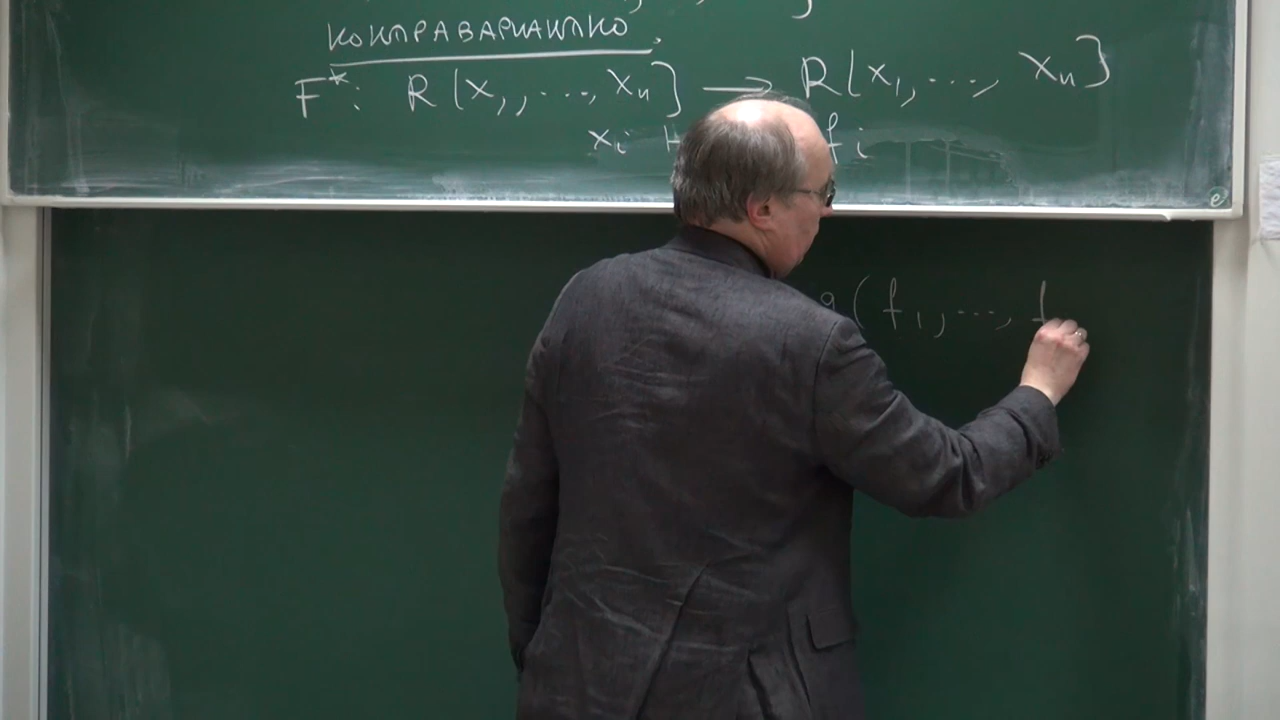 контравариантно.
F*: R[x₁, ..., xₙ] → R[x₁, ..., xₙ]
xᵢ fᵢ
g(f₁, ..., f